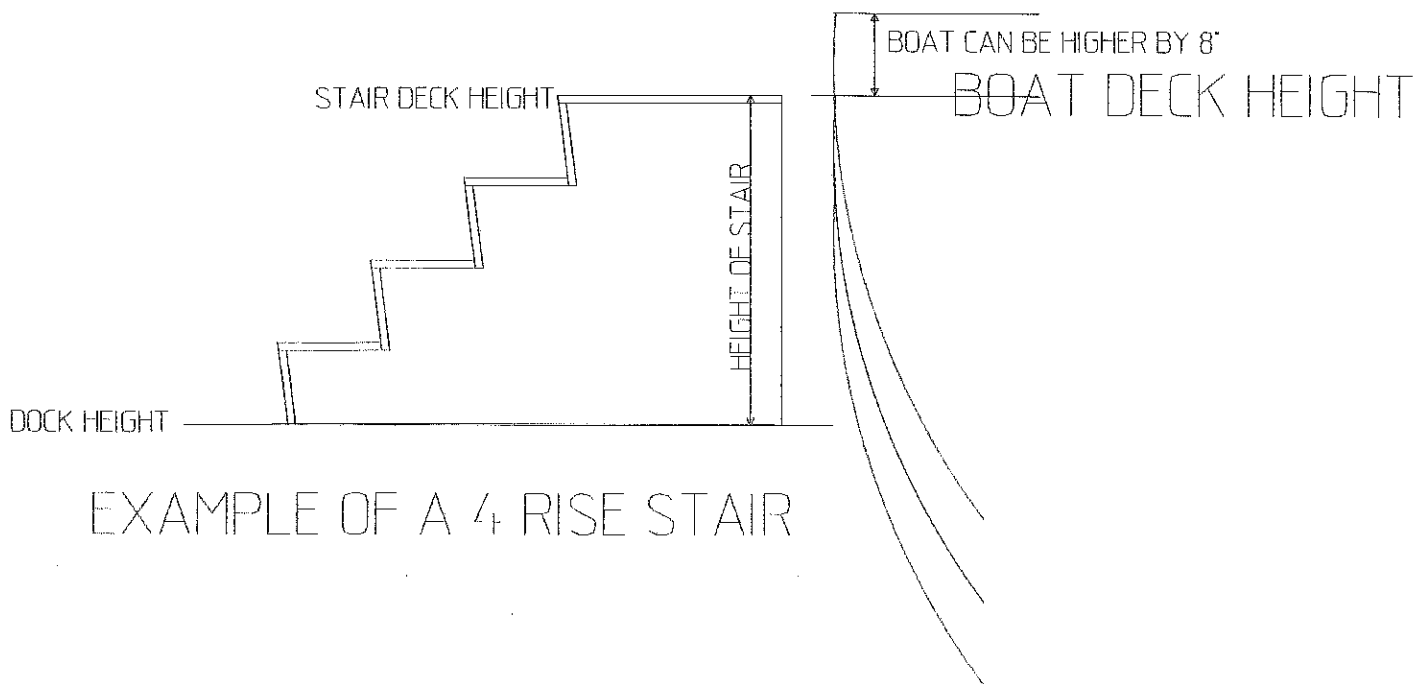 BOAT CAN BE HIGHER BY 8"
STAIR DECK HEIGHT
BOAT DECK HEIGHT
HEIGHT OF STAIR
DOCK HEIGHT
EXAMPLE OF A 4 RISE STAIR